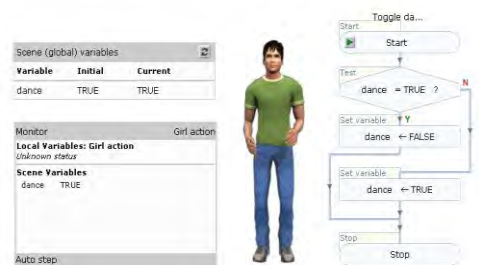 Scene (global) variables
Variable Initial Current
dance TRUE TRUE
Monitor Girl action
Local Variables: Girl action
Unknown status
Scene Variables
dance TRUE
Auto step
Toggle da...
Start
Start
Test
dance = TRUE ?
N
Y
Set variable
dance ← FALSE
Set variable
dance ← TRUE
Stop
Stop